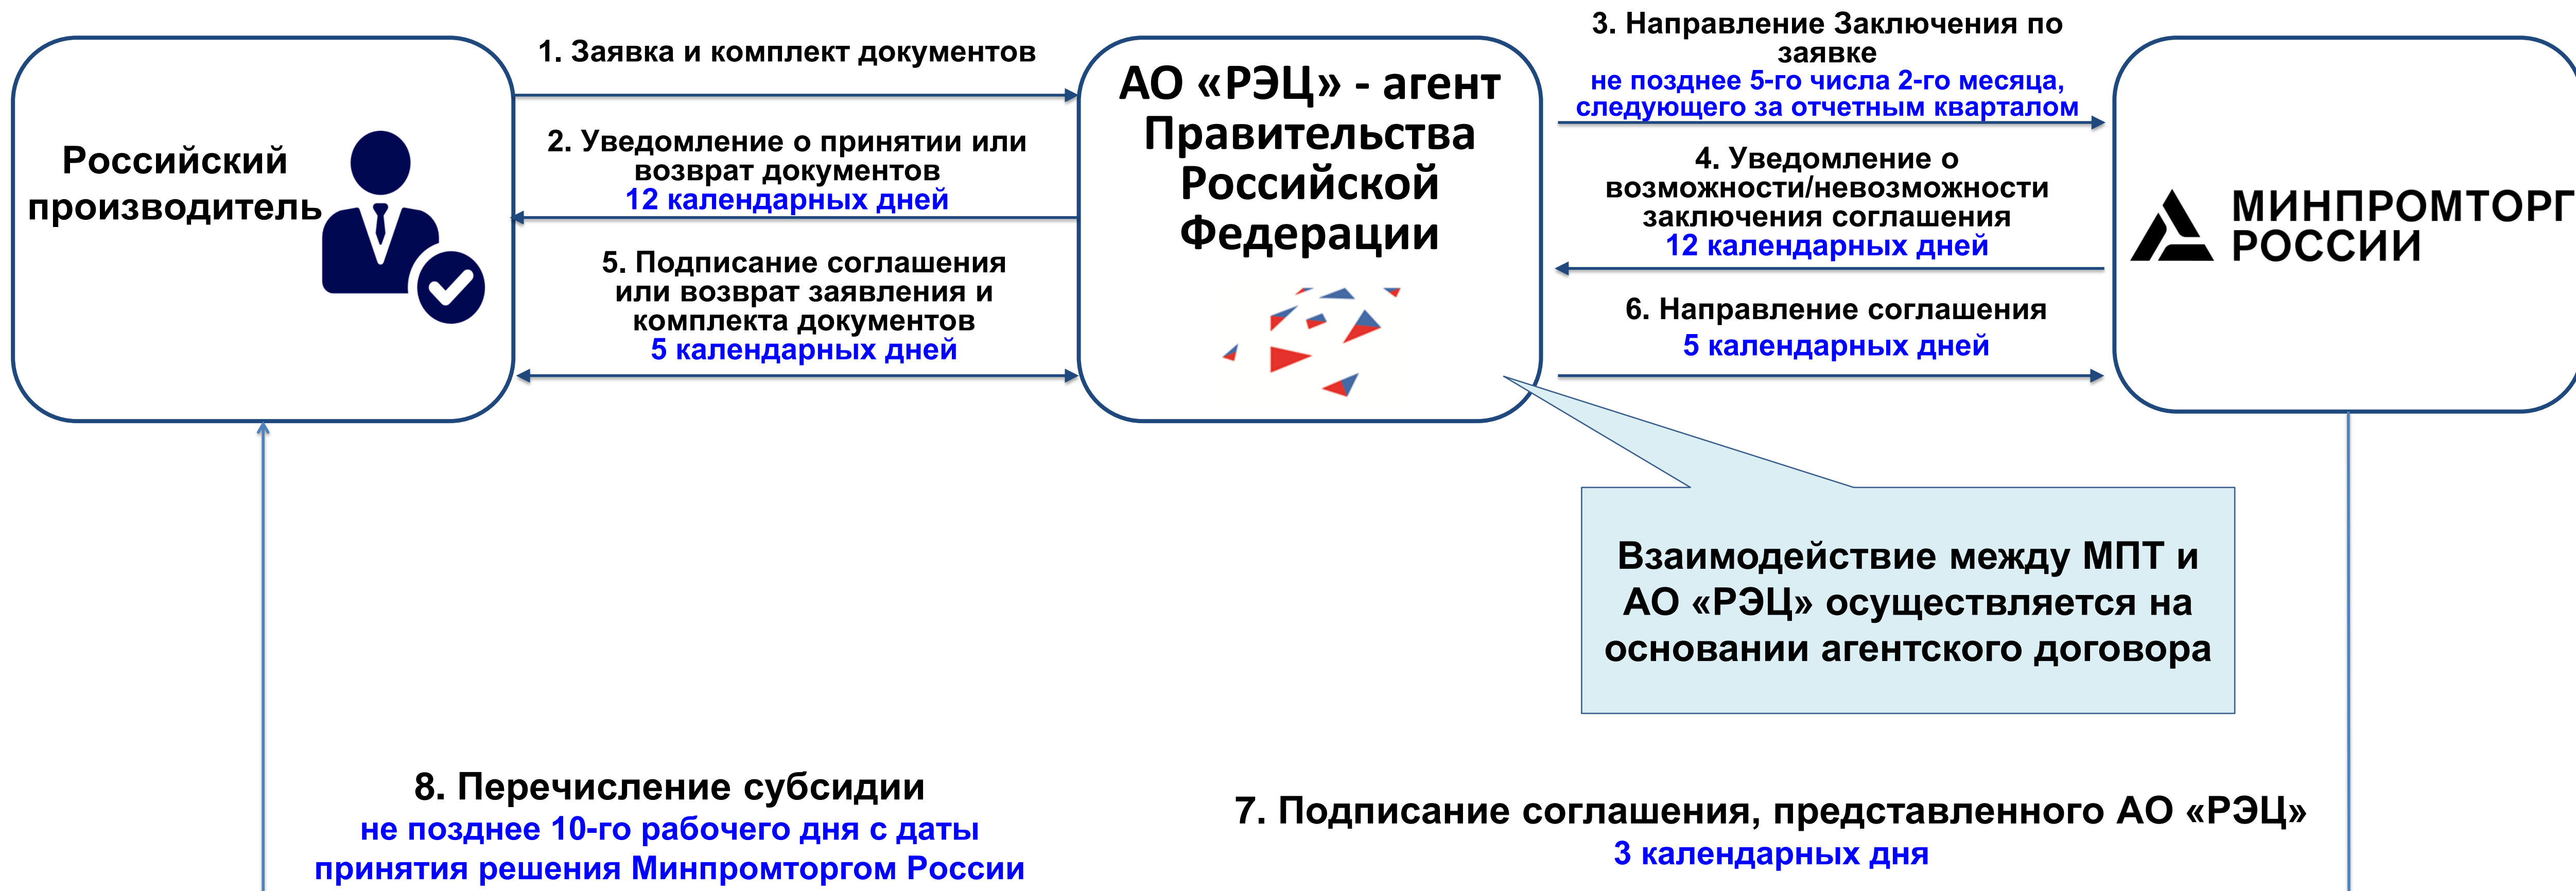 Российский
производитель
1. Заявка и комплект документов
2. Уведомление о принятии или
возврат документов
12 календарных дней
5. Подписание соглашения
или возврат заявления и
комплекта документов
5 календарных дней
АО «РЭЦ» - агент
Правительства
Российской
Федерации
3. Направление Заключения по
заявке
не позднее 5-го числа 2-го месяца,
следующего за отчетным кварталом
4. Уведомление о
возможности/невозможности
заключения соглашения
12 календарных дней
6. Направление соглашения
5 календарных дней
МИНПРОМТОРГ
РОССИИ
Взаимодействие между МПТ и
АО «РЭЦ» осуществляется на
основании агентского договора
8. Перечисление субсидии
не позднее 10-го рабочего дня с даты
принятия решения Минпромторгом России
7. Подписание соглашения, представленного АО «РЭЦ»
3 календарных дня